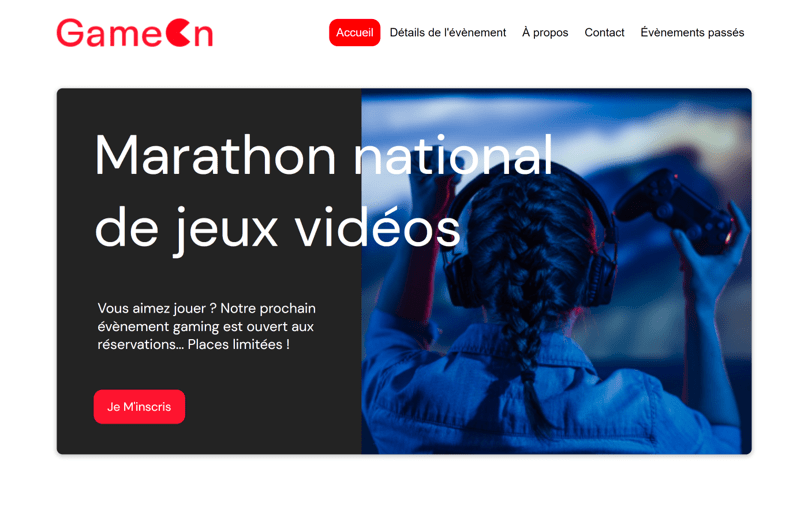 GameOn
Accueil
Détails de l'évènement
À propos
Contact
Évènements passés
Marathon national
de jeux vidéos
Vous aimez jouer ? Notre prochain
évènement gaming est ouvert aux
réservations... Places limitées !
Je M'inscris